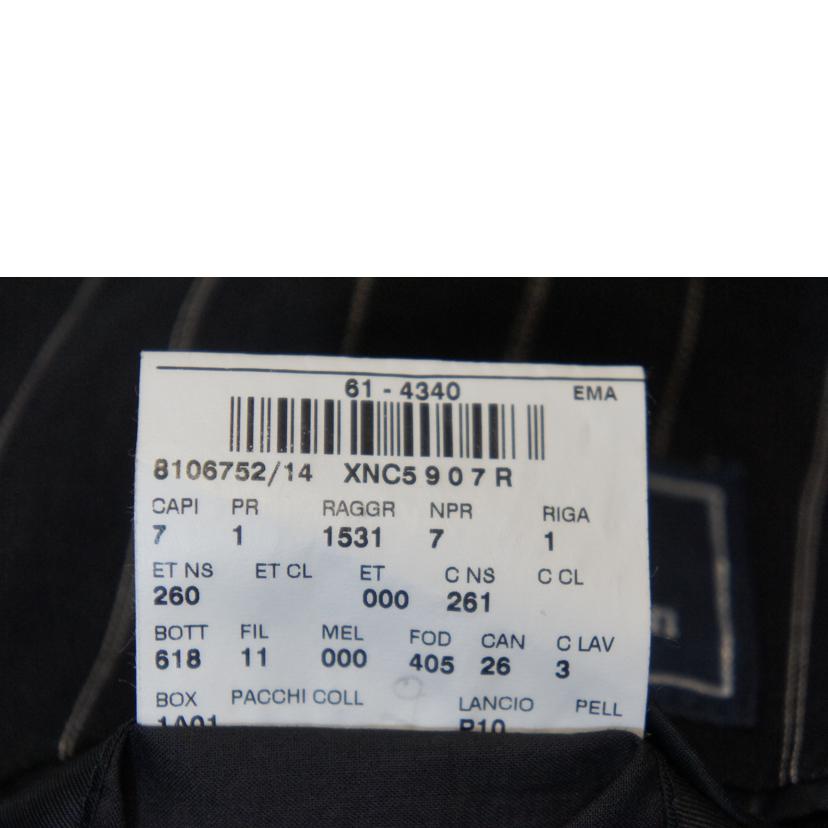 61 - 4340 EMA
8106752/14 XNC5 9 0 7 R
CAPI PR RAGGR NPR RIGA
7 1 1531 7 1
ET NS ET CL ET C NS C CL
260 000 261
BOTT FIL MEL FOD CAN C LAV
618 11 000 405 26 3
BOX PACCHI COLL LANCIO PELL
1A01 P10